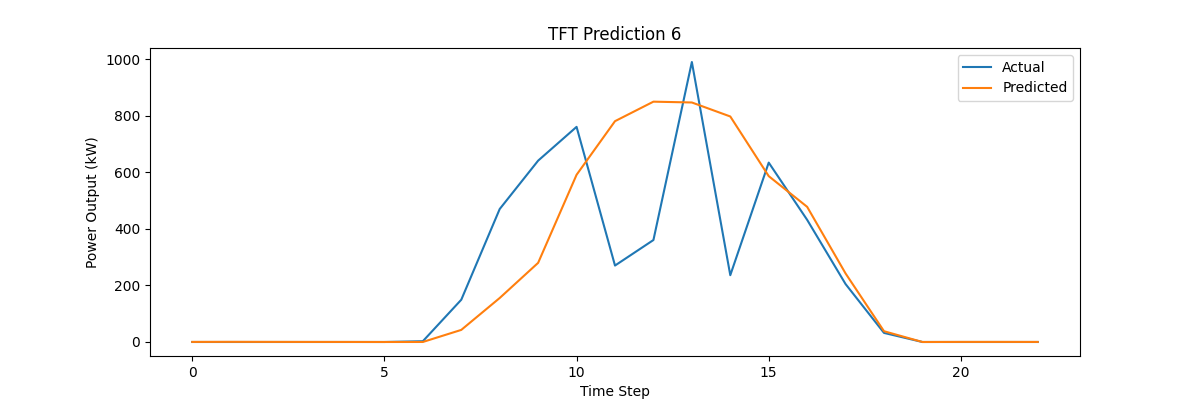 TFT Prediction 6
Actual
Predicted
Power Output (kW)
1000
800
600
400
200
0
0 5 10 15 20
Time Step